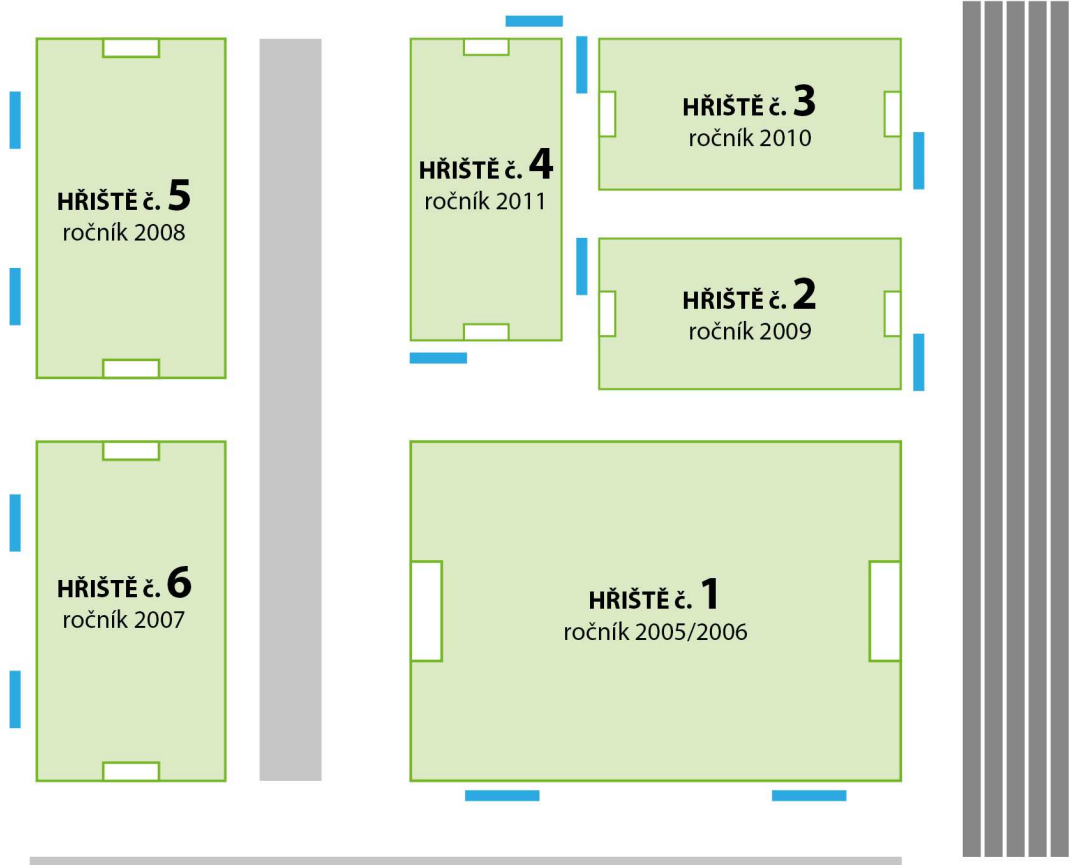 HŘIŠTĚ č. 5
ročník 2008
HŘIŠTĚ č. 4
ročník 2011
HŘIŠTĚ č. 3
ročník 2010
HŘIŠTĚ č. 2
ročník 2009
HŘIŠTĚ č. 6
ročník 2007
HŘIŠTĚ č. 1
ročník 2005/2006